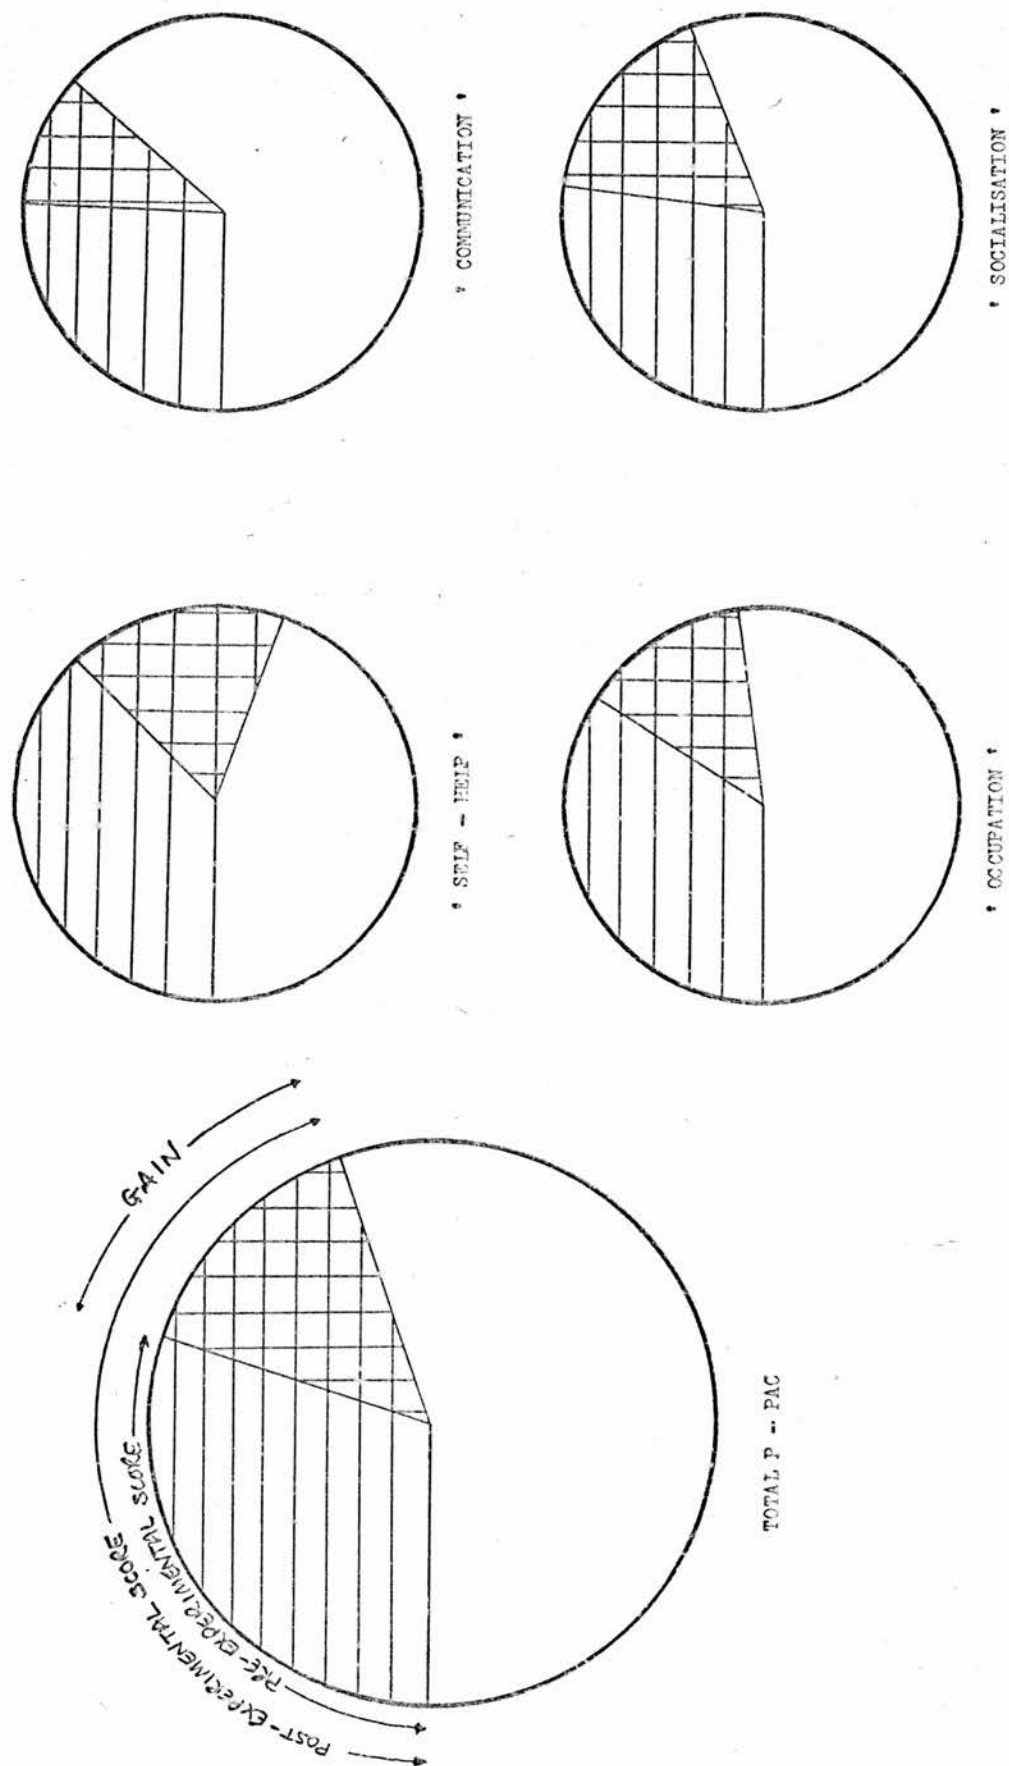 ' COMMUNICATION '
' SOCIALISATION '
' SELF - HELP '
' OCCUPATION '
GAIN
POST-EXPERIMENTAL SCORE
PRE-EXPERIMENTAL SCORE
TOTAL P - PAC